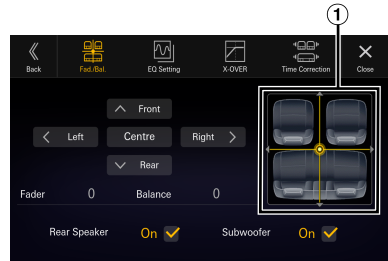 ①
Back Fad./Bal. EQ Setting X-OVER Time Correction Close
Front
Left Centre Right
Rear
Fader 0 Balance 0
Rear Speaker On Subwoofer On